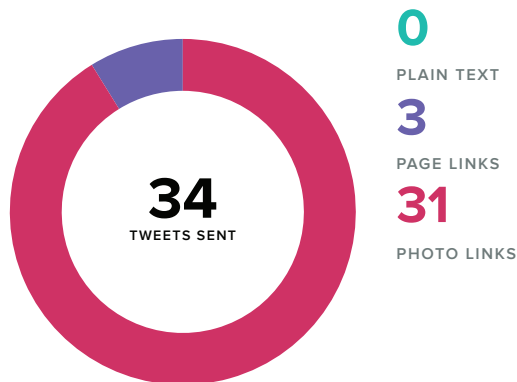 0
PLAIN TEXT
3
PAGE LINKS
31
PHOTO LINKS
34
TWEETS SENT